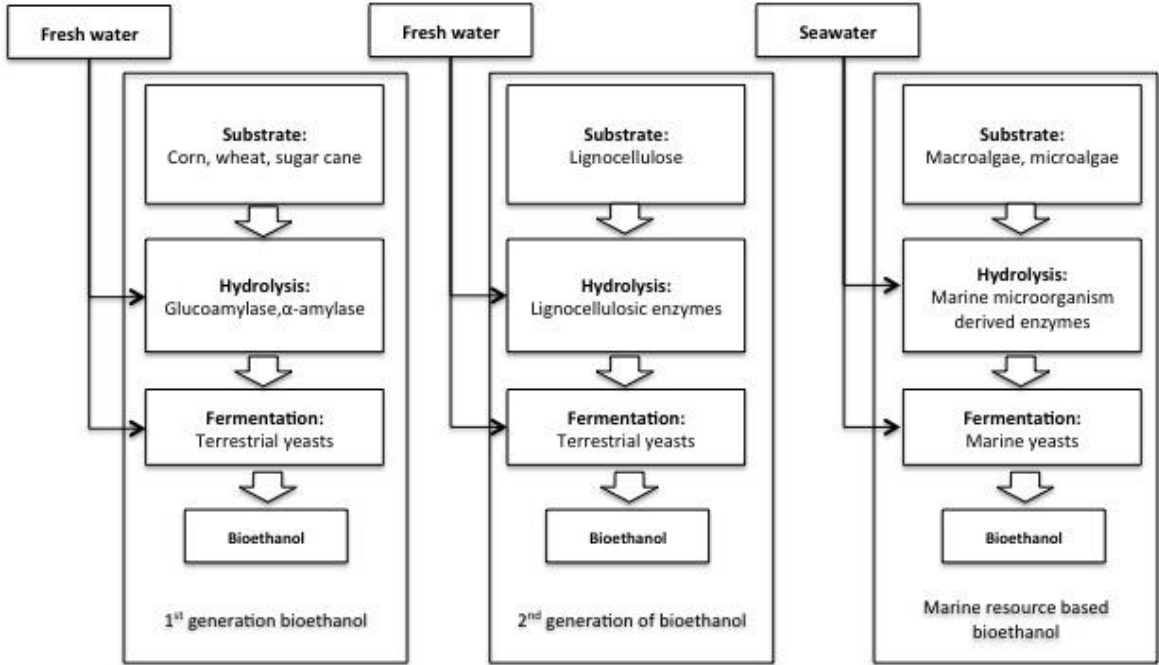 Fresh water
Substrate:
Corn, wheat, sugar cane
Hydrolysis:
Glucoamylase,α-amylase
Fermentation:
Terrestrial yeasts
Bioethanol
1st generation bioethanol
Fresh water
Substrate:
Lignocellulose
Hydrolysis:
Lignocellulosic enzymes
Fermentation:
Terrestrial yeasts
Bioethanol
2nd generation of bioethanol
Seawater
Substrate:
Macroalgae, microalgae
Hydrolysis:
Marine microorganism
derived enzymes
Fermentation:
Marine yeasts
Bioethanol
Marine resource based
bioethanol